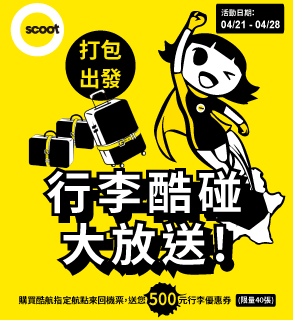 scoot
活動日期:
04/21 - 04/28
打包
出發
行李酷碰
大放送!
購買酷航指定航點來回機票,送您500元行李優惠券 (限量40張)